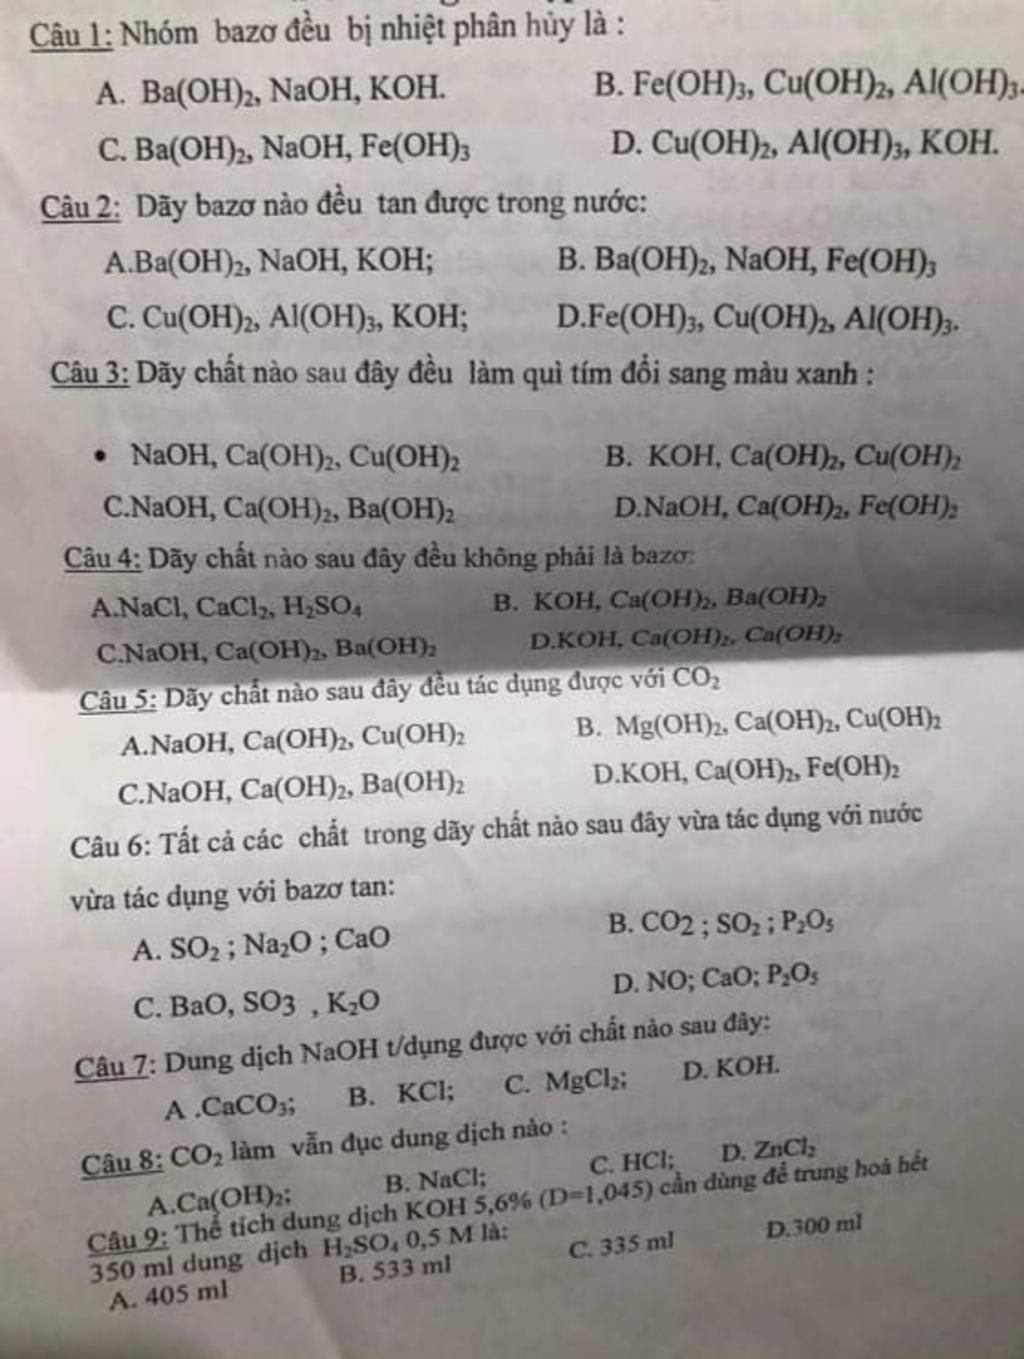 Câu 1: Nhóm bazơ đều bị nhiệt phân hủy là :
A. Ba(OH)₂, NaOH, KOH. B. Fe(OH)₃, Cu(OH)₂, Al(OH)₃.
C. Ba(OH)₂, NaOH, Fe(OH)₃ D. Cu(OH)₂, Al(OH)₃, KOH.
Câu 2: Dãy bazơ nào đều tan được trong nước:
A.Ba(OH)₂, NaOH, KOH; B. Ba(OH)₂, NaOH, Fe(OH)₃
C. Cu(OH)₂, Al(OH)₃, KOH; D.Fe(OH)₃, Cu(OH)₂, Al(OH)₃.
Câu 3: Dãy chất nào sau đây đều làm quì tím đổi sang màu xanh :
• NaOH, Ca(OH)₂, Cu(OH)₂ B. KOH, Ca(OH)₂, Cu(OH)₂
C.NaOH, Ca(OH)₂, Ba(OH)₂ D.NaOH, Ca(OH)₂, Fe(OH)₂
Câu 4: Dãy chất nào sau đây đều không phải là bazơ:
A.NaCl, CaCl₂, H₂SO₄ B. KOH, Ca(OH)₂, Ba(OH)₂
C.NaOH, Ca(OH)₂, Ba(OH)₂ D.KOH, Ca(OH)₂, Ca(OH)₂
Câu 5: Dãy chất nào sau đây đều tác dụng được với CO₂
A.NaOH, Ca(OH)₂, Cu(OH)₂ B. Mg(OH)₂, Ca(OH)₂, Cu(OH)₂
C.NaOH, Ca(OH)₂, Ba(OH)₂ D.KOH, Ca(OH)₂, Fe(OH)₂
Câu 6: Tất cả các chất trong dãy chất nào sau đây vừa tác dụng với nước
vừa tác dụng với bazơ tan:
A. SO₂ ; Na₂O ; CaO B. CO2 ; SO₂ ; P₂O₅
C. BaO, SO3 , K₂O D. NO; CaO; P₂O₅
Câu 7: Dung dịch NaOH t/dụng được với chất nào sau đây:
A .CaCO₃; B. KCl; C. MgCl₂; D. KOH.
Câu 8: CO₂ làm vẫn đục dung dịch nào :
A.Ca(OH)₂; B. NaCl; C. HCl; D. ZnCl₂
Câu 9: Thể tích dung dịch KOH 5,6% (D=1,045) cần dùng để trung hoà hết
350 ml dung dịch H₂SO₄ 0,5 M là:
A. 405 ml B. 533 ml C. 335 ml D.300 ml